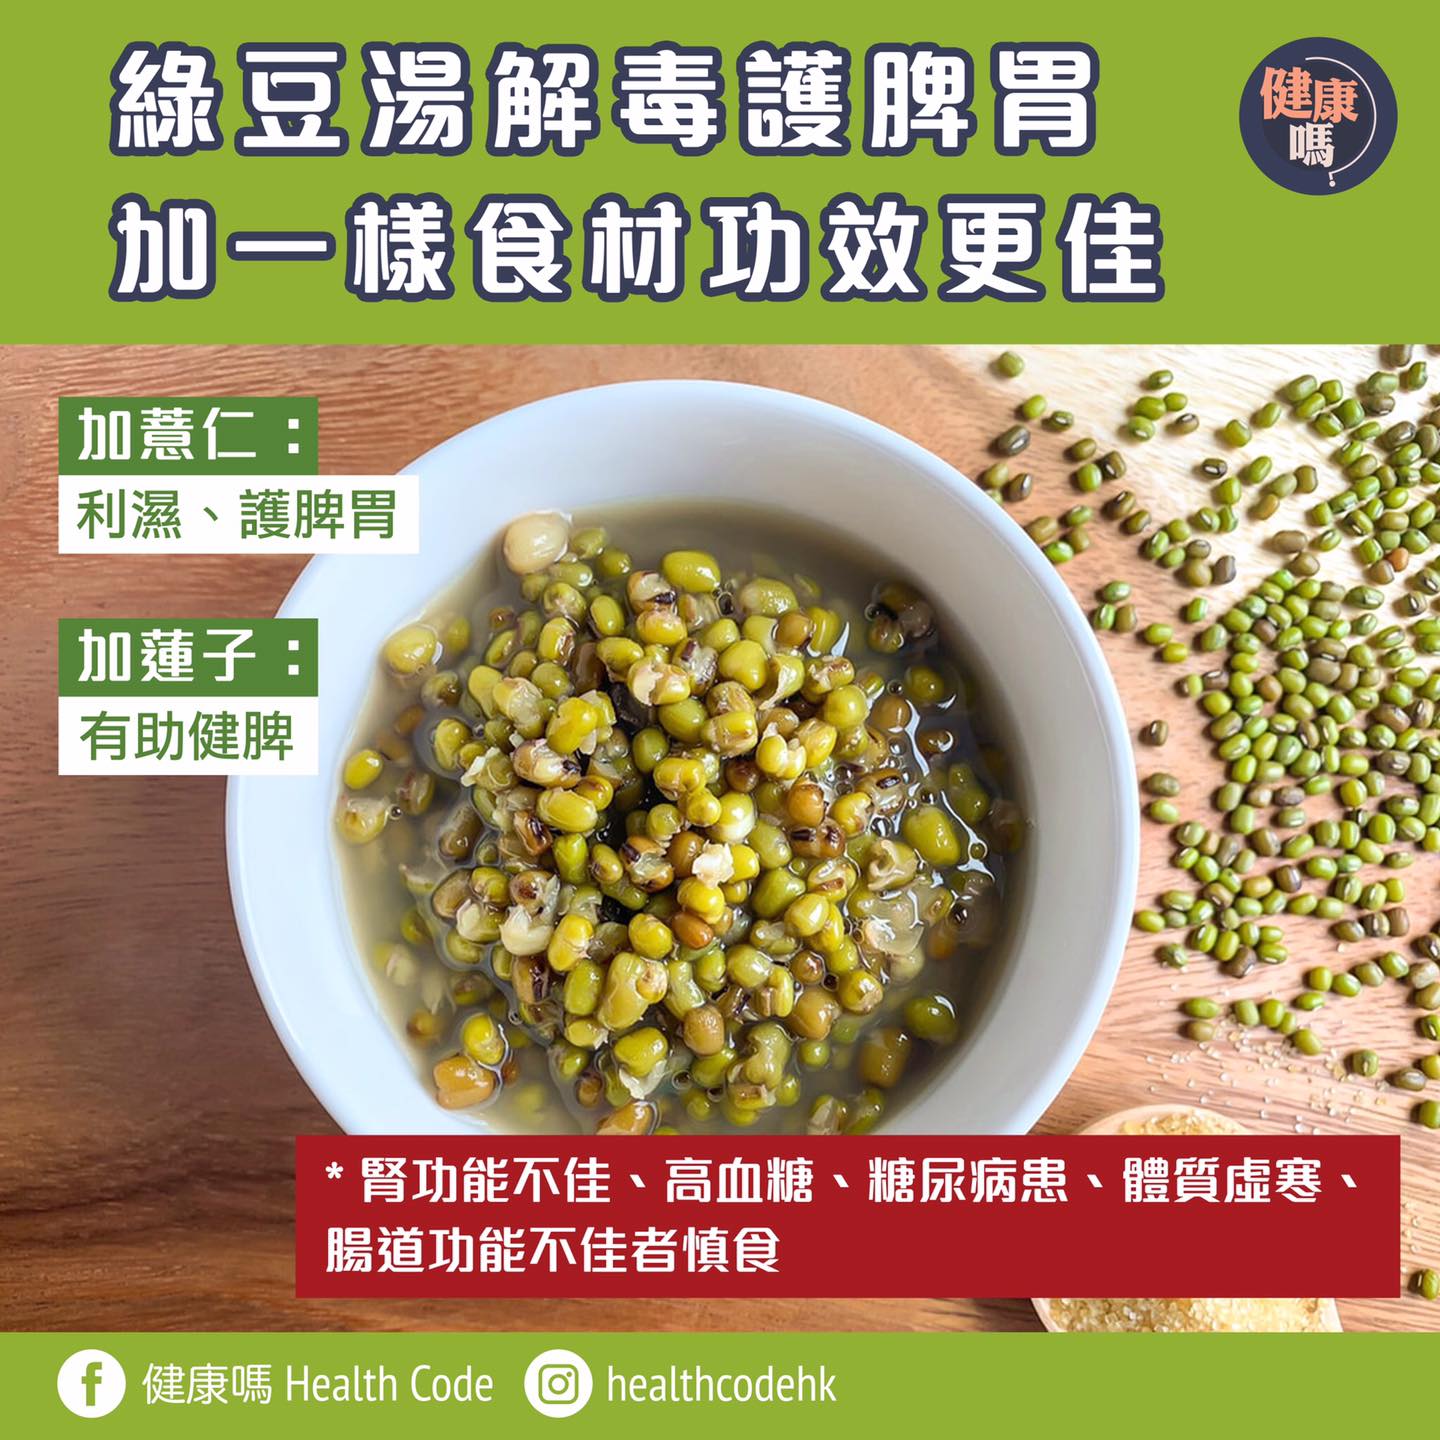 綠豆湯解毒護脾胃
加一樣食材功效更佳
健康
嗎?
加薏仁：
利濕、護脾胃
加蓮子：
有助健脾
* 腎功能不佳、高血糖、糖尿病患、體質虛寒、
腸道功能不佳者慎食
健康嗎 Health Code
healthcodehk